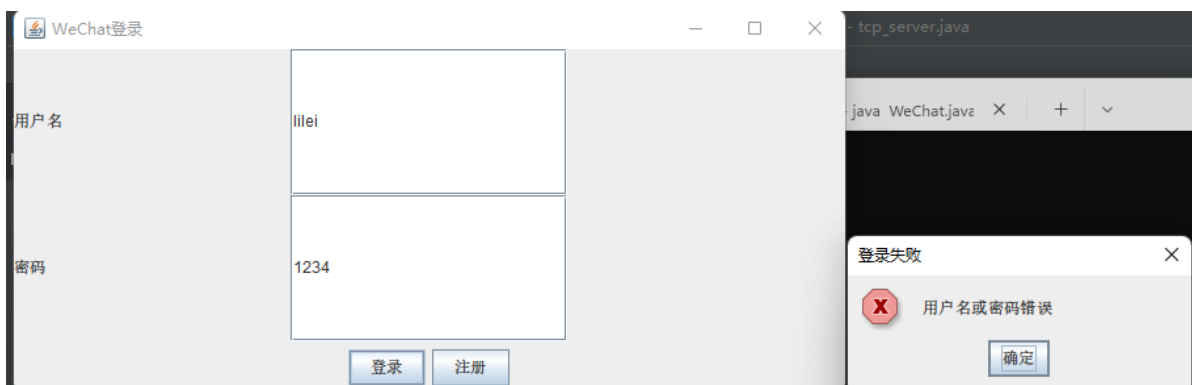 WeChat登录
- tcp_server.java
用户名
lilei
java WeChat.java
密码
1234
登录失败
用户名或密码错误
确定
登录
注册